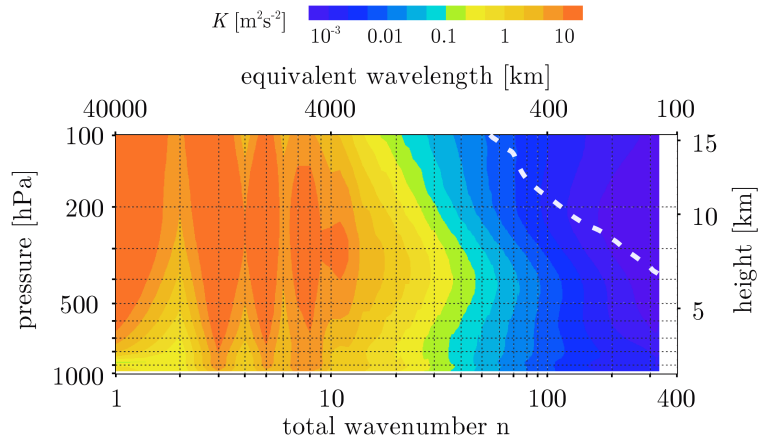 K [m²s⁻²]
10⁻³ 0.01 0.1 1 10
equivalent wavelength [km]
40000 4000 400 100
100
200
500
1000
pressure [hPa]
15
10
5
height [km]
1 10 100 400
total wavenumber n